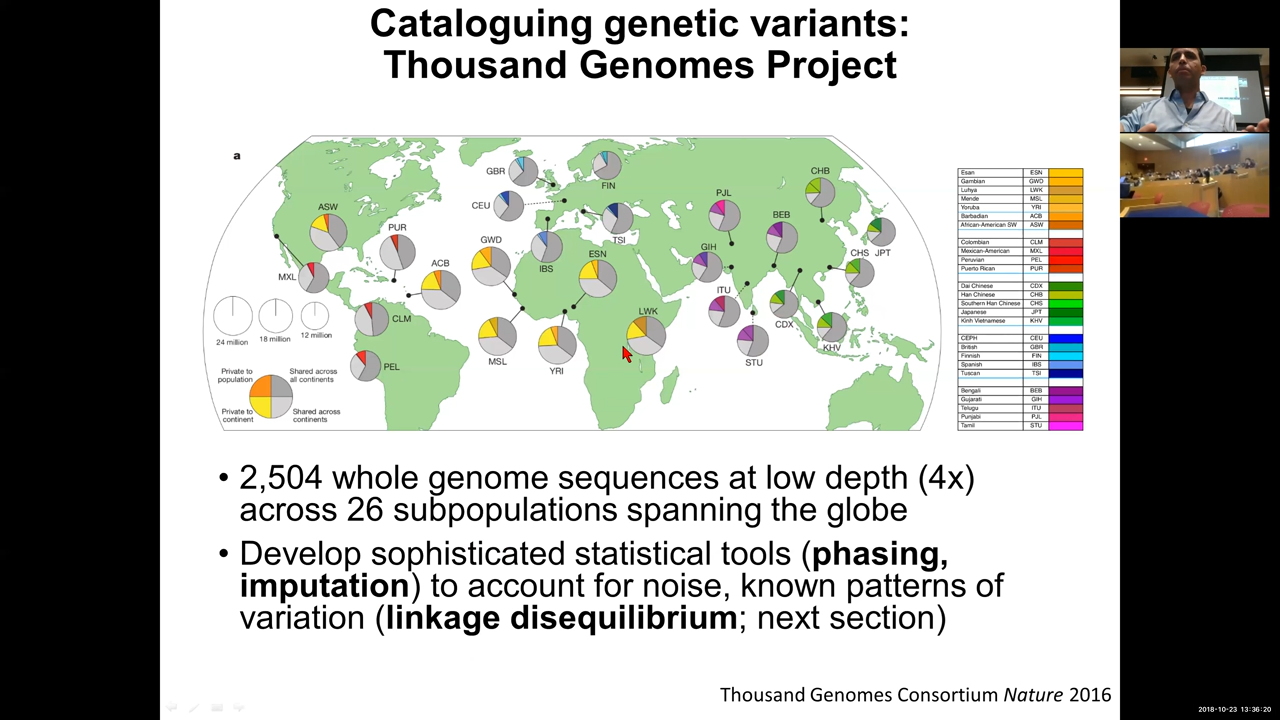 Cataloguing genetic variants:
Thousand Genomes Project
a
GBR
FIN
CHB
CEU
PJL
ASW
BEB
PUR
GWD
TSI
ESN
GIH
CHS JPT
MXL
ACB
IBS
ITU
LWK
CLM
CDX
KHV
24 million
18 million
12 million
MSL
YRI
STU
PEL
Private to
population
Shared across
all continents
Private to
continent
Shared across
continents
Esan ESN
Gambian GWD
Luhya LWK
Mende MSL
Yoruba YRI
Barbadian ACB
African-American SW ASW
Colombian CLM
Mexican-American MXL
Peruvian PEL
Puerto Rican PUR
Dai Chinese CDX
Han Chinese CHB
Southern Han Chinese CHS
Japanese JPT
Kinh Vietnamese KHV
CEPH CEU
British GBR
Finnish FIN
Spanish IBS
Tuscan TSI
Bengali BEB
Gujarati GIH
Telugu ITU
Punjabi PJL
Tamil STU
• 2,504 whole genome sequences at low depth (4x)
across 26 subpopulations spanning the globe
• Develop sophisticated statistical tools (phasing,
imputation) to account for noise, known patterns of
variation (linkage disequilibrium; next section)
Thousand Genomes Consortium Nature 2016
2018-10-23 13:36:20